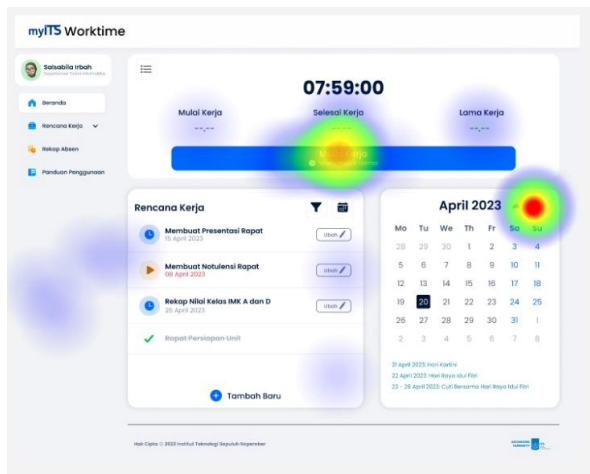 myITS Worktime
Salsabila Irbah
Beranda
Rencana Kerja
Rekap Absen
Panduan Penggunaan
07:59:00
Mulai Kerja
Selesai Kerja
Lama Kerja
--,--
--,--
--,--
Rencana Kerja
Membuat Presentasi Rapat
15 April 2023
Ubah
Membuat Notulensi Rapat
08 April 2023
Ubah
Rekap Nilai Kelas IMK A dan D
28 April 2023
Ubah
Rapat Persiapan Unit
Tambah Baru
April 2023
Mo Tu We Th Fr Sa Su
28 29 30 1 2 3 4
5 6 7 8 9 10 11
12 13 14 15 16 17 18
19 20 21 22 23 24 25
26 27 28 29 30 31 1
2 3 4 5 6 7 8
21 April 2023: Hari Kartini
22 April 2023: Hari Raya Idul Fitri
23 - 25 April 2023: Cuti Bersama Hari Raya Idul Fitri
Hak Cipta © 2023 Institut Teknologi Sepuluh Nopember